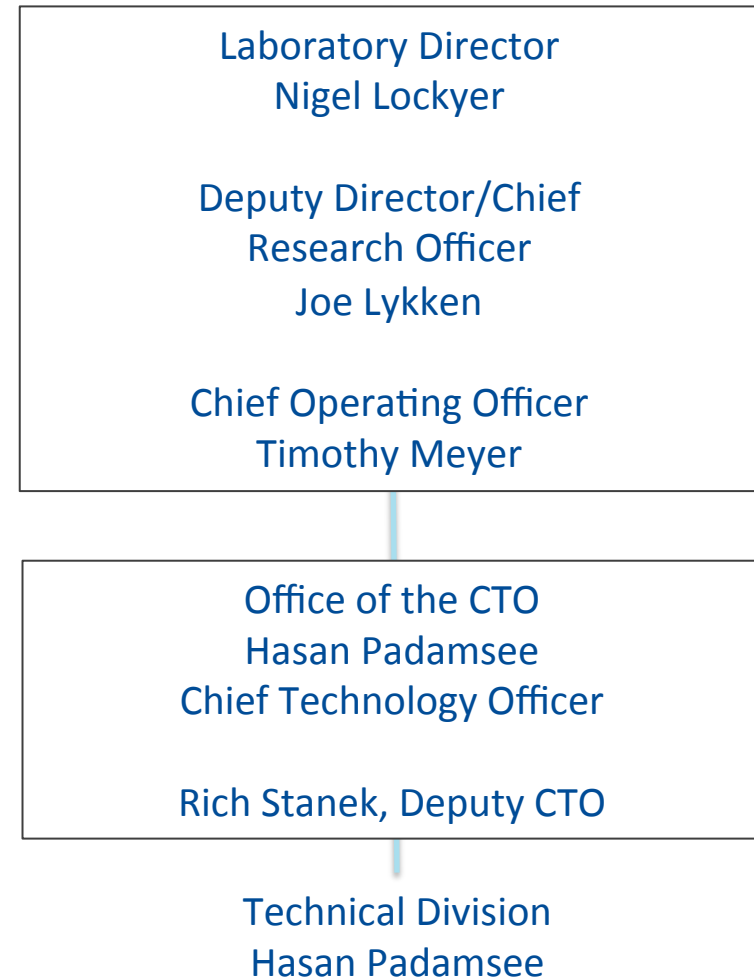 Laboratory Director
Nigel Lockyer
Deputy Director/Chief
Research Officer
Joe Lykken
Chief Operating Officer
Timothy Meyer
Office of the CTO
Hasan Padamsee
Chief Technology Officer
Rich Stanek, Deputy CTO
Technical Division
Hasan Padamsee